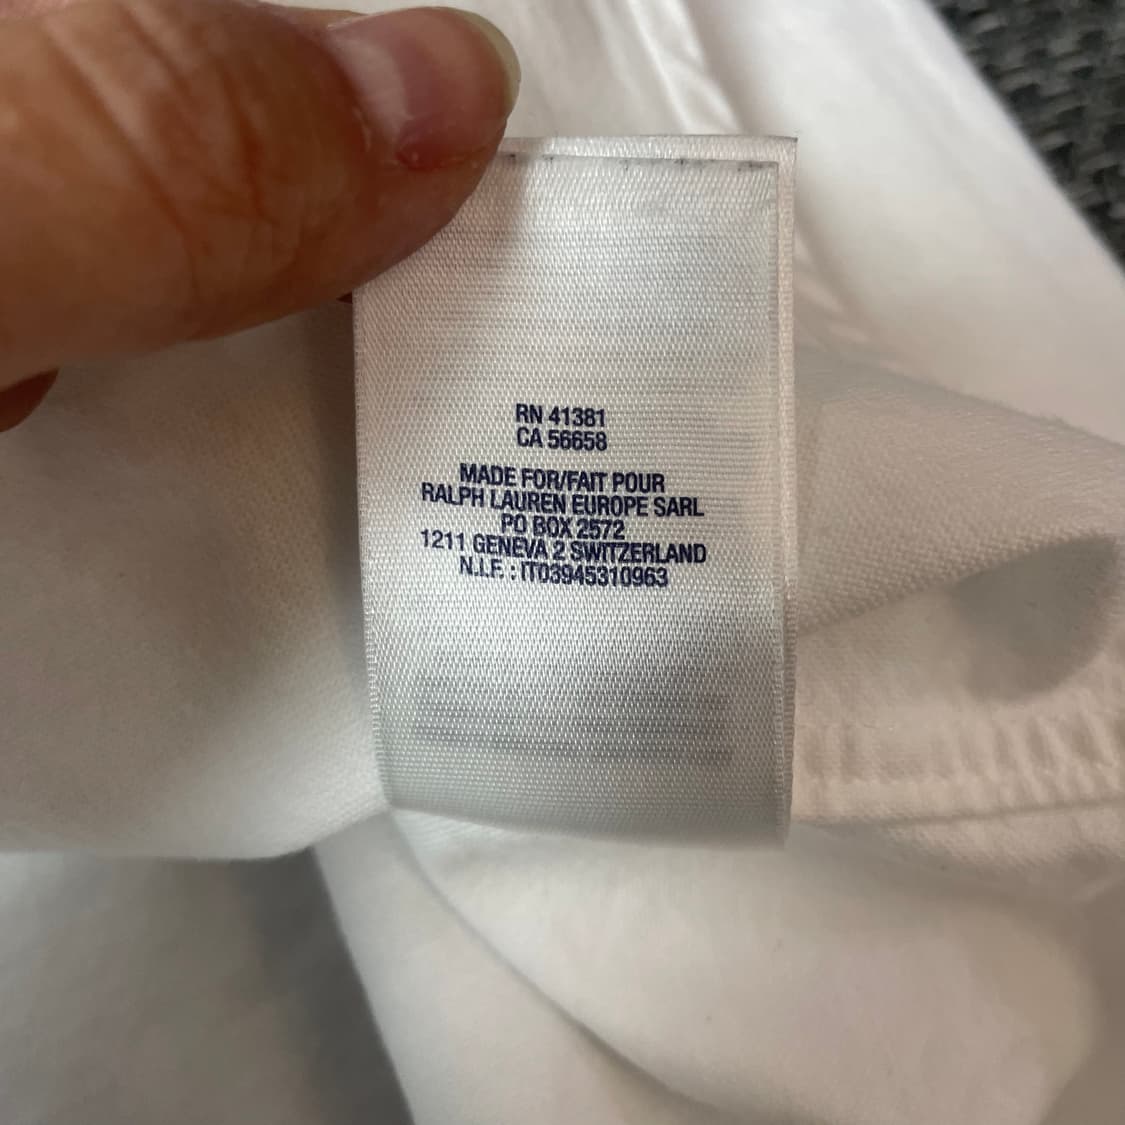 RN 41381
CA 56658
MADE FOR/FAIT POUR
RALPH LAUREN EUROPE SARL
PO BOX 2572
1211 GENEVA 2 SWITZERLAND
N.I.F. : IT03945310963